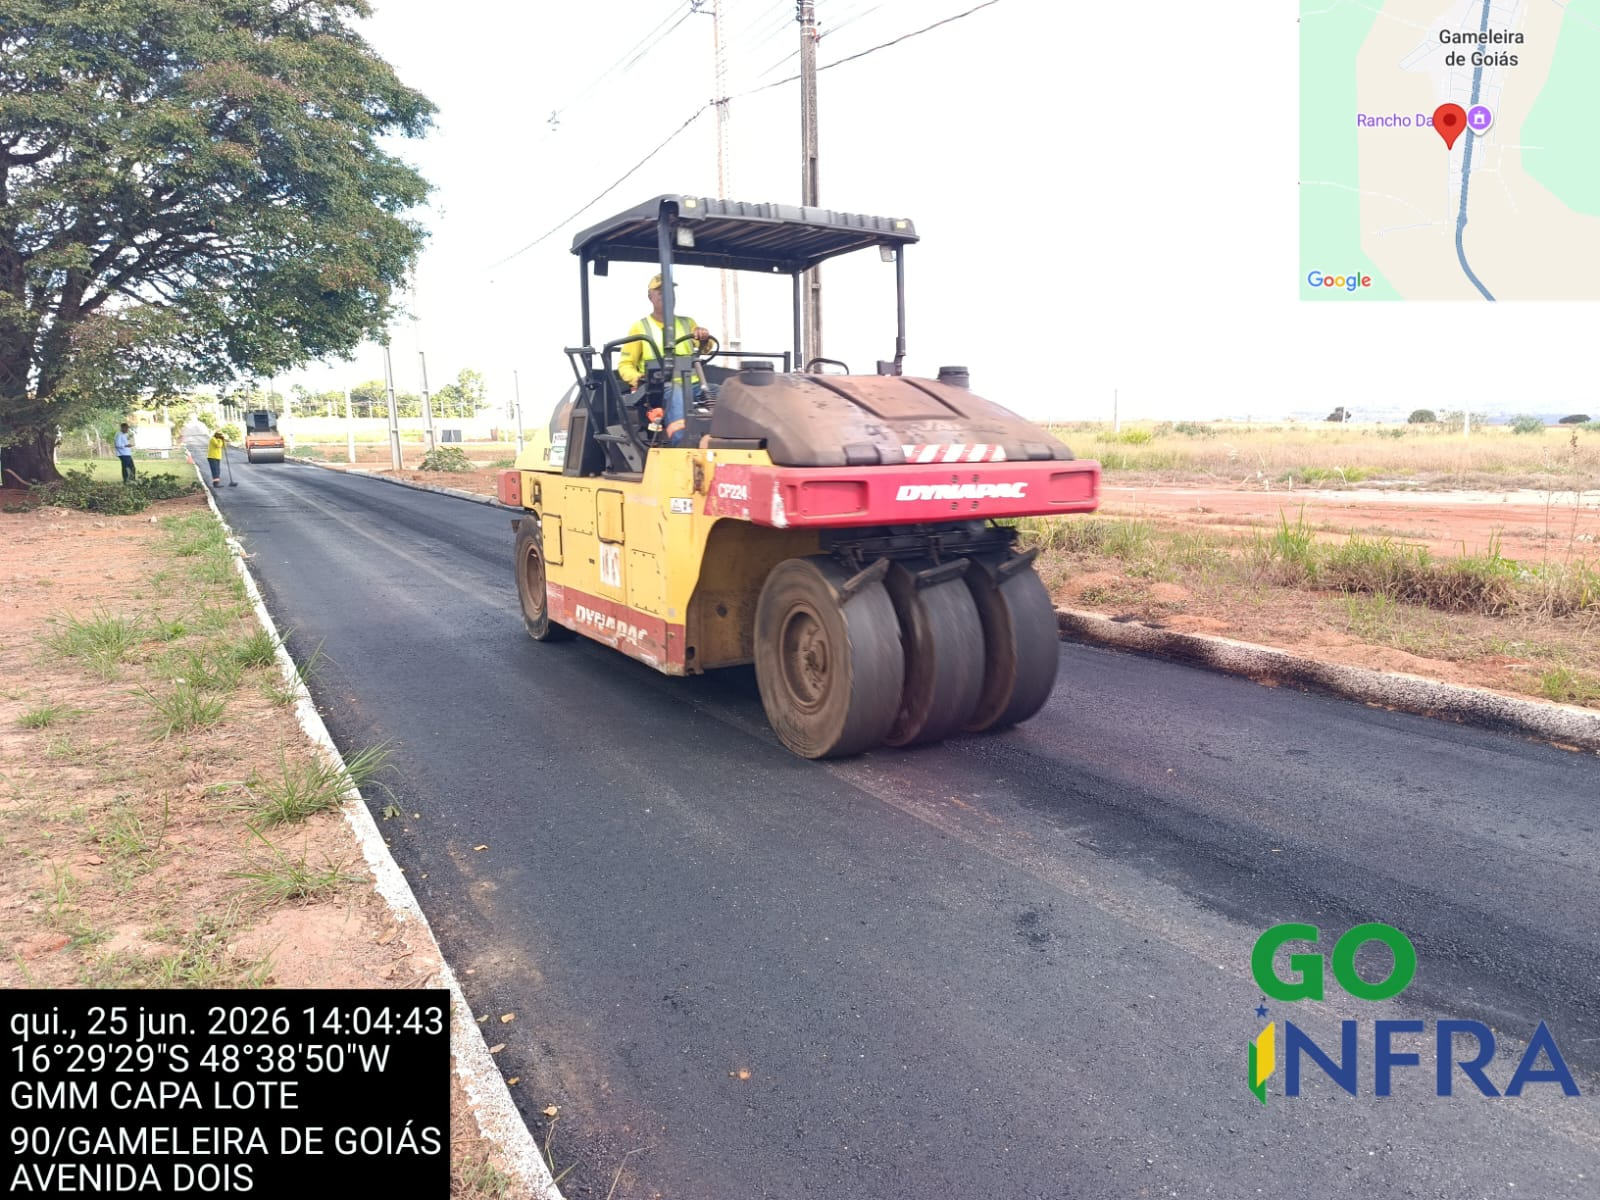 Gameleira
de Goiás
Rancho Da
Google
DYNAPAC
CP224
DYNAPAC
GO
INFRA
qui., 25 jun. 2026 14:04:43
16°29'29"S 48°38'50"W
GMM CAPA LOTE
90/GAMELEIRA DE GOIÁS
AVENIDA DOIS